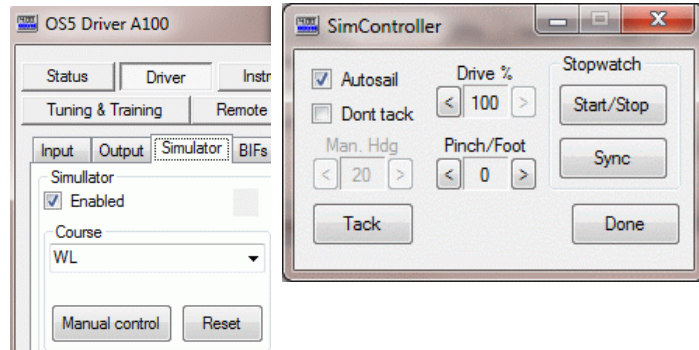 OS5 Driver A100
Status Driver Instr
Tuning & Training Remote
Input Output Simulator BIFs
Simullator
Enabled
Course
WL
Manual control Reset
SimController
Autosail Drive % Stopwatch
Dont tack < 100 > Start/Stop
Man. Hdg Pinch/Foot
< 20 > < 0 > Sync
Tack Done